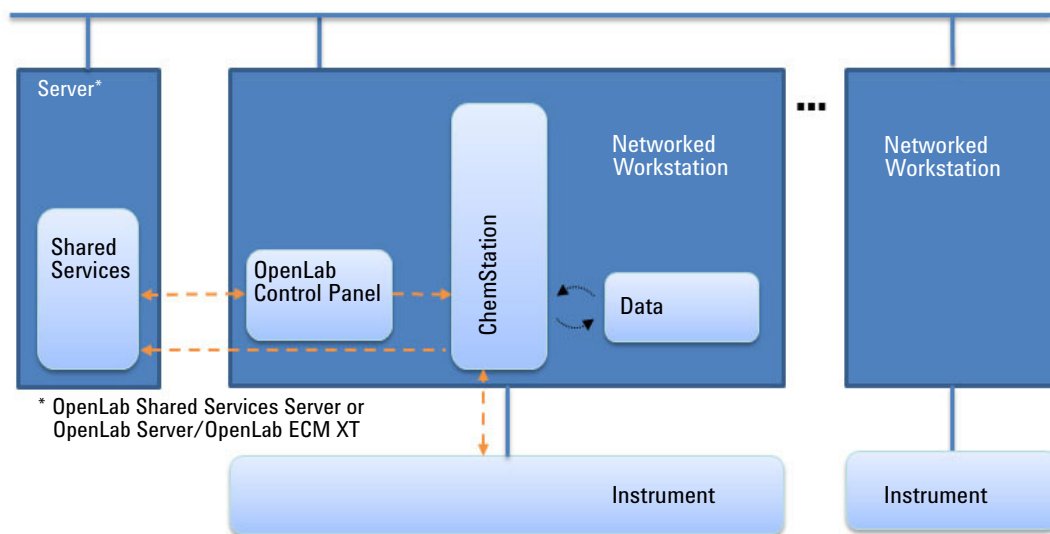 Server*
Networked
Workstation
...
Networked
Workstation
Shared
Services
OpenLab
Control Panel
ChemStation
Data
* OpenLab Shared Services Server or
OpenLab Server/OpenLab ECM XT
Instrument
Instrument